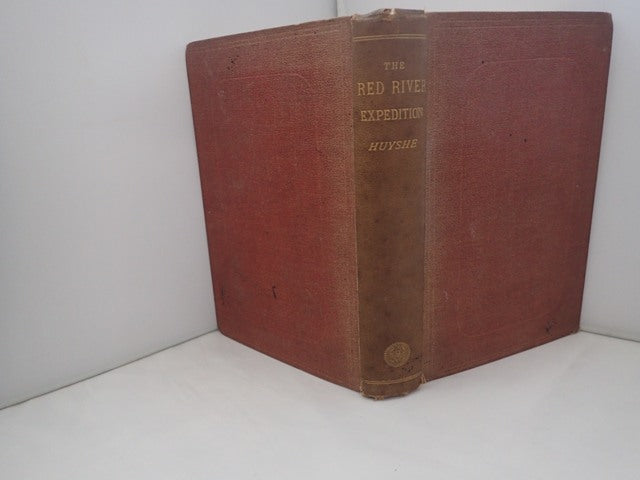 THE
RED RIVER
EXPEDITION
HUYSHE